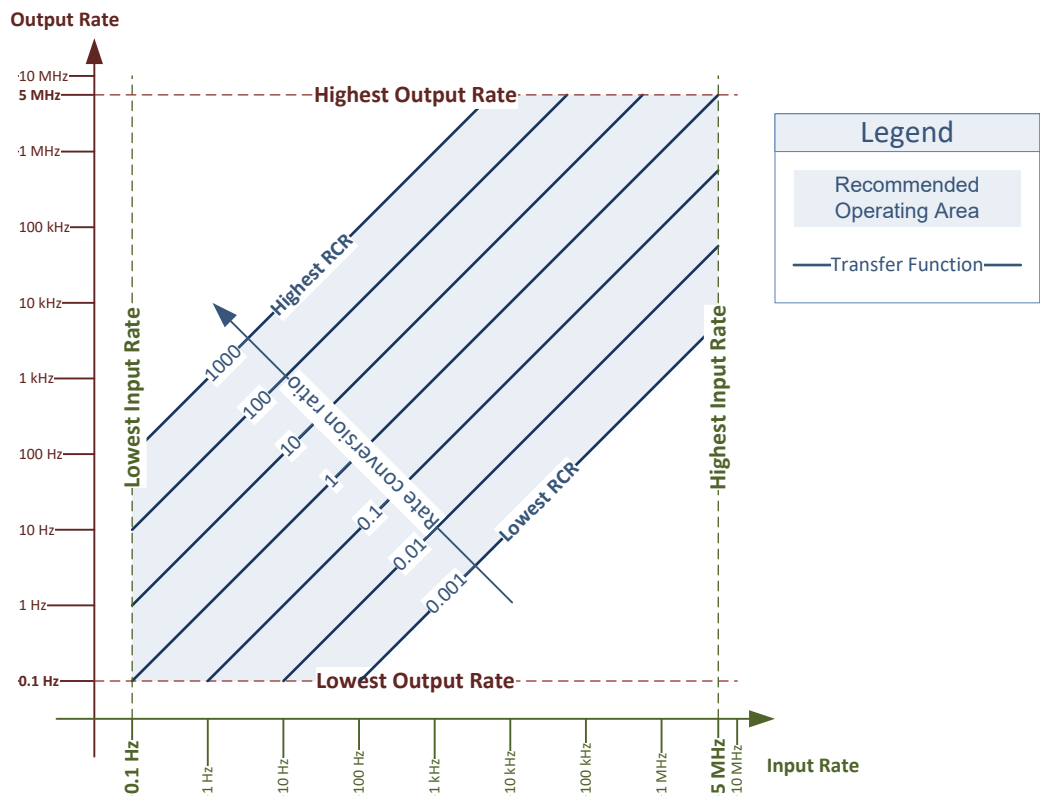 Output Rate
10 MHz
5 MHz
1 MHz
100 kHz
10 kHz
1 kHz
100 Hz
10 Hz
1 Hz
0.1 Hz
Highest Output Rate
Lowest Output Rate
Lowest Input Rate
Highest Input Rate
Highest RCR
Lowest RCR
Rate conversion ratio
1000
100
10
1
0.1
0.01
0.001
0.1 Hz
1 Hz
10 Hz
100 Hz
1 kHz
10 kHz
100 kHz
1 MHz
5 MHz
10 MHz
Input Rate
Legend
Recommended
Operating Area
Transfer Function